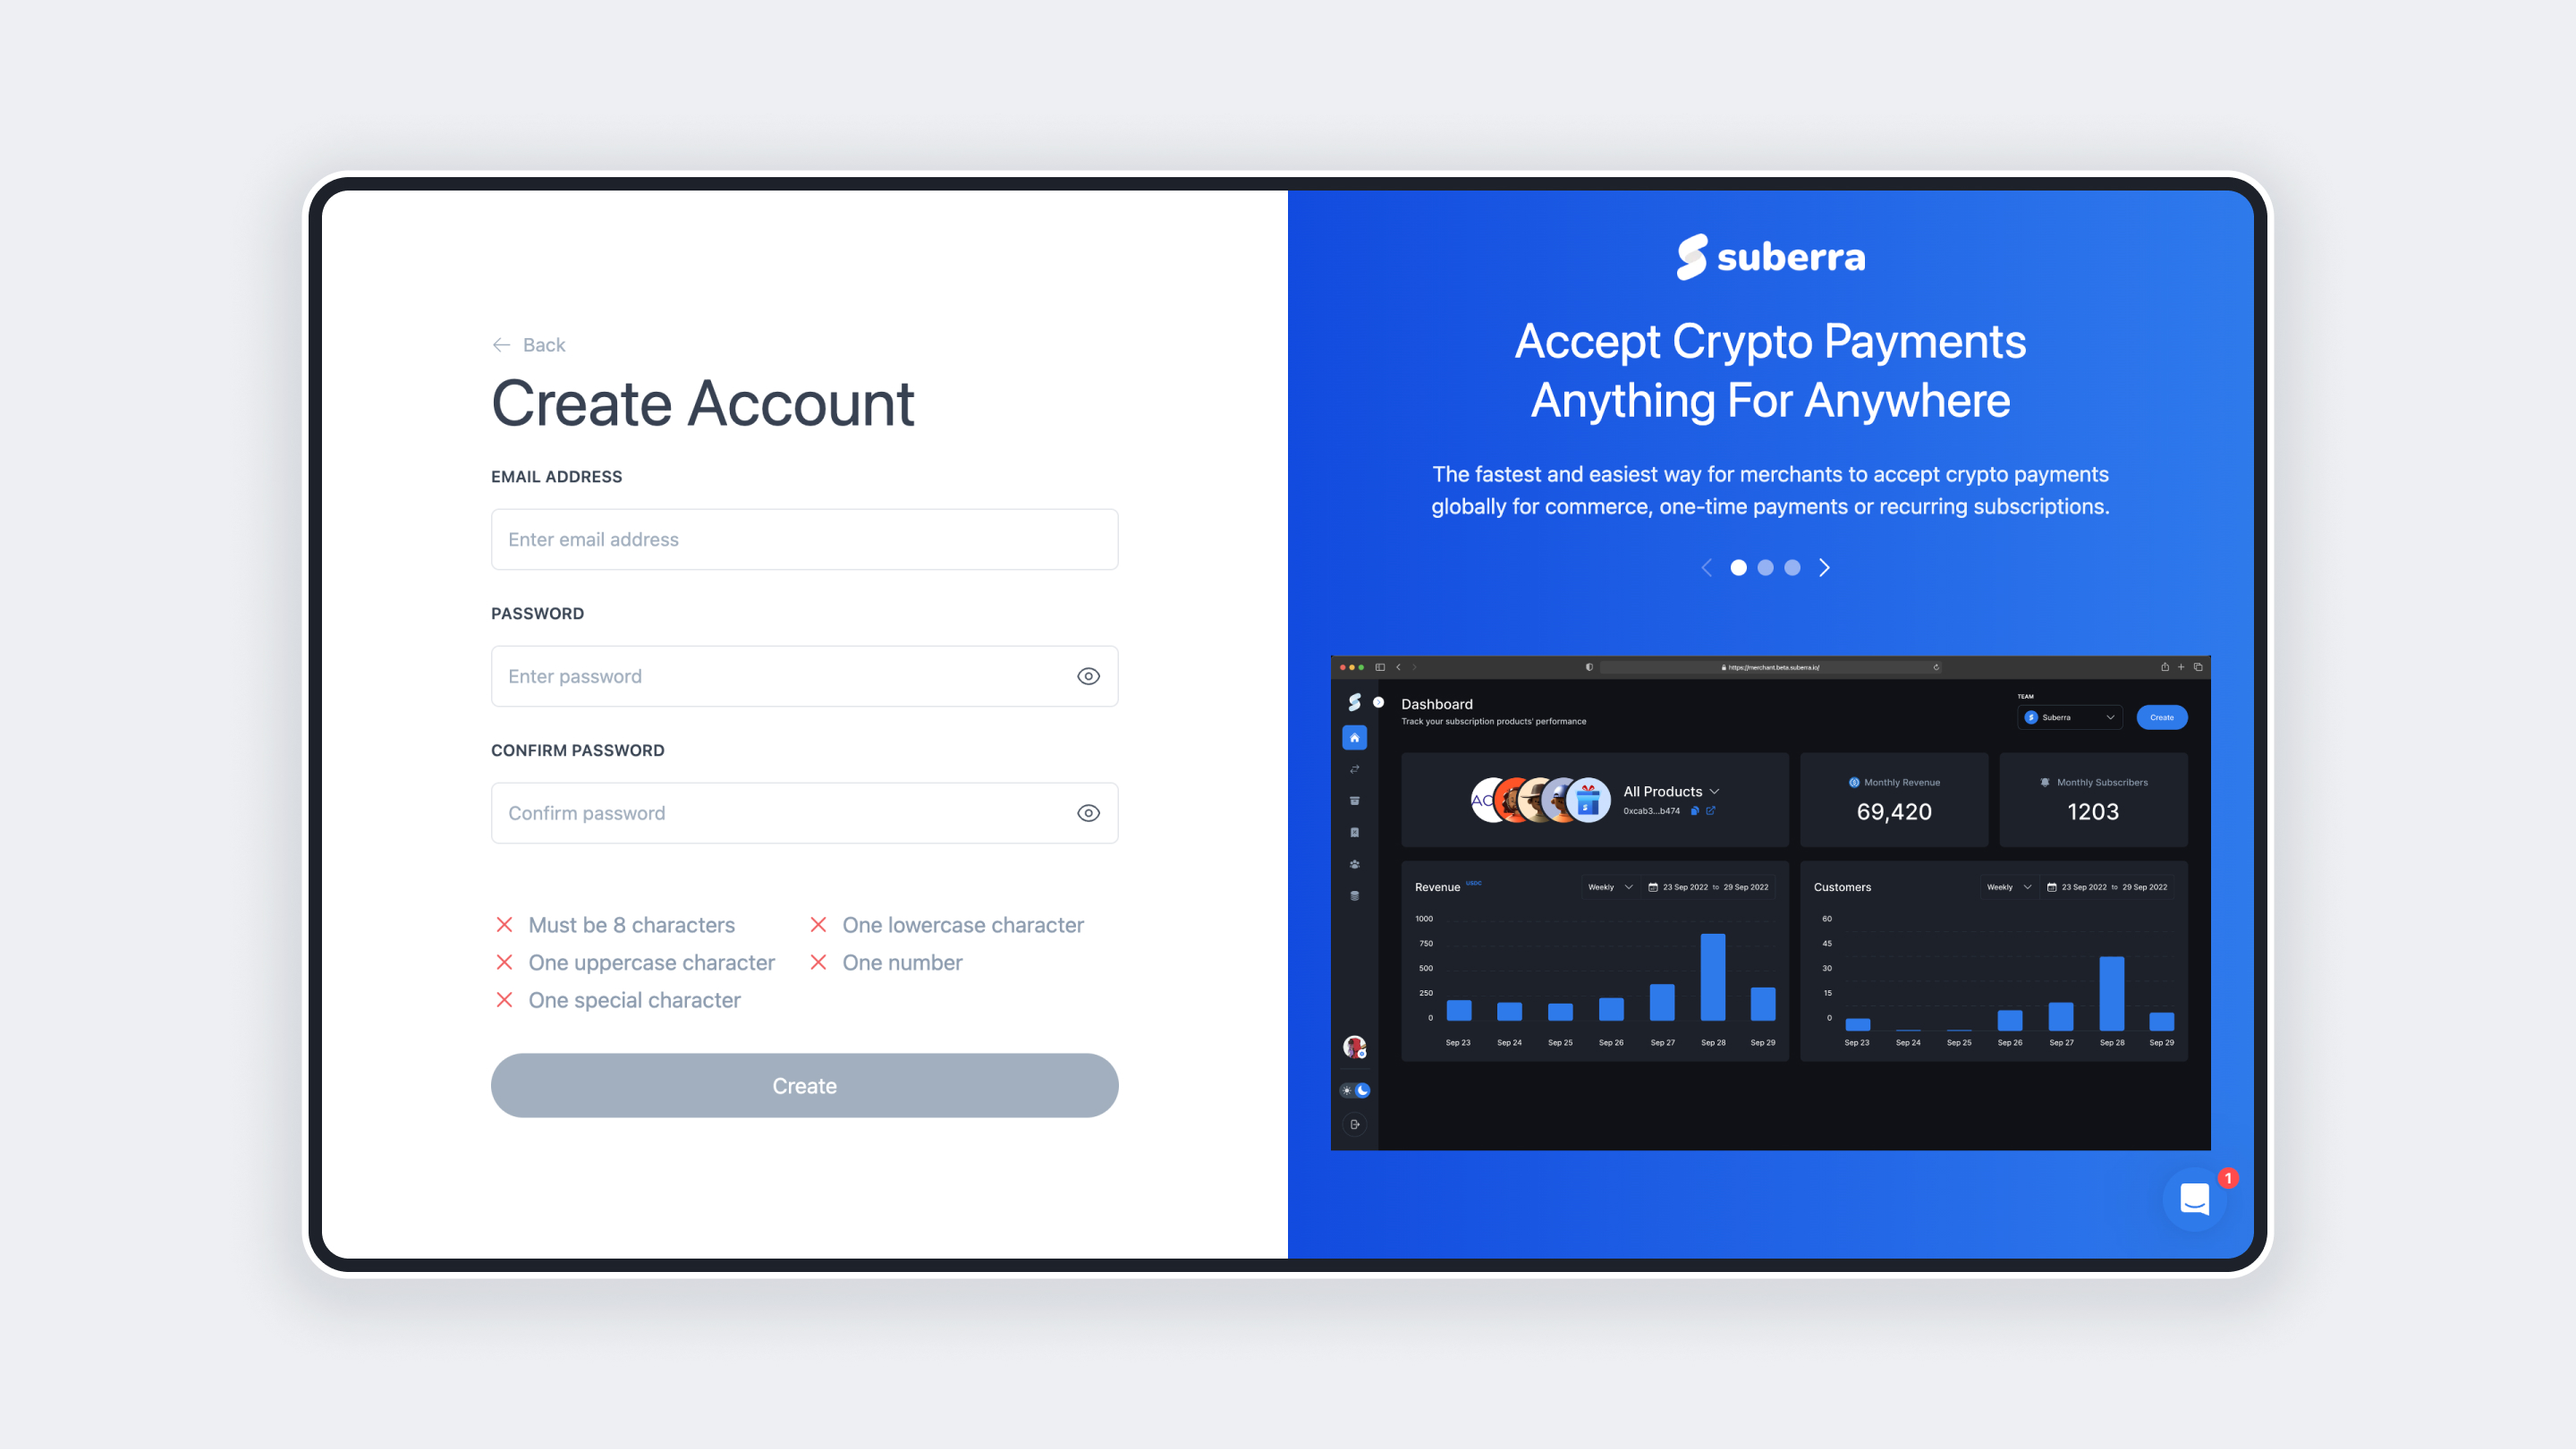 Back
Create Account
EMAIL ADDRESS
Enter email address
PASSWORD
Enter password
CONFIRM PASSWORD
Confirm password
Must be 8 characters
One lowercase character
One uppercase character
One number
One special character
Create
suberra
Accept Crypto Payments
Anything For Anywhere
The fastest and easiest way for merchants to accept crypto payments
globally for commerce, one-time payments or recurring subscriptions.
https://merchant.beta.suberra.io/
Dashboard
Track your subscription products' performance
TEAM
Suberra
Create
AC
All Products
0xcab3...b474
Monthly Revenue
69,420
Monthly Subscribers
1203
Revenue USDC
Weekly
23 Sep 2022 to 29 Sep 2022
1000
750
500
250
0
Sep 23 Sep 24 Sep 25 Sep 26 Sep 27 Sep 28 Sep 29
Customers
Weekly
23 Sep 2022 to 29 Sep 2022
60
45
30
15
0
Sep 23 Sep 24 Sep 25 Sep 26 Sep 27 Sep 28 Sep 29
1